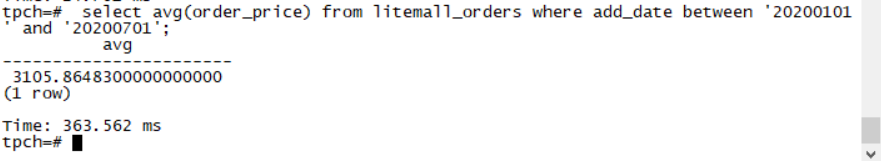 tpch=#  select avg(order_price) from litemall_orders where add_date between '20200101
' and '20200701';
          avg
-----------------------
 3105.8648300000000000
(1 row)
Time: 363.562 ms
tpch=#